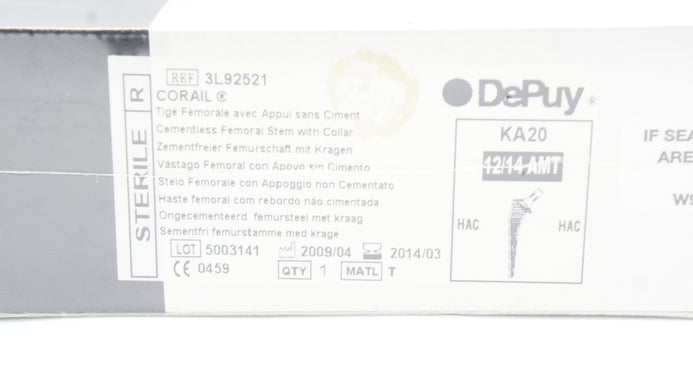 STERILE R
REF 3L92521
CORAIL ®
Tige Femorale avec Appui sans Ciment
Cementless Femoral Stem with Collar
Zementfreier Femurschaft mit Kragen
Vastago Femoral con Apoyo sin Cimento
Stelo Femorale con Appoggio non Cementato
Haste femoral com rebordo não cimentada
Ongecementeerd femursteel met kraag
Sementfri femurstamme med krage
LOT 5003141 2009/04 2014/03
CE 0459 QTY 1 MATL T
DePuy®
KA20
12/14 AMT
HAC HAC
IF SEA
ARE
W9